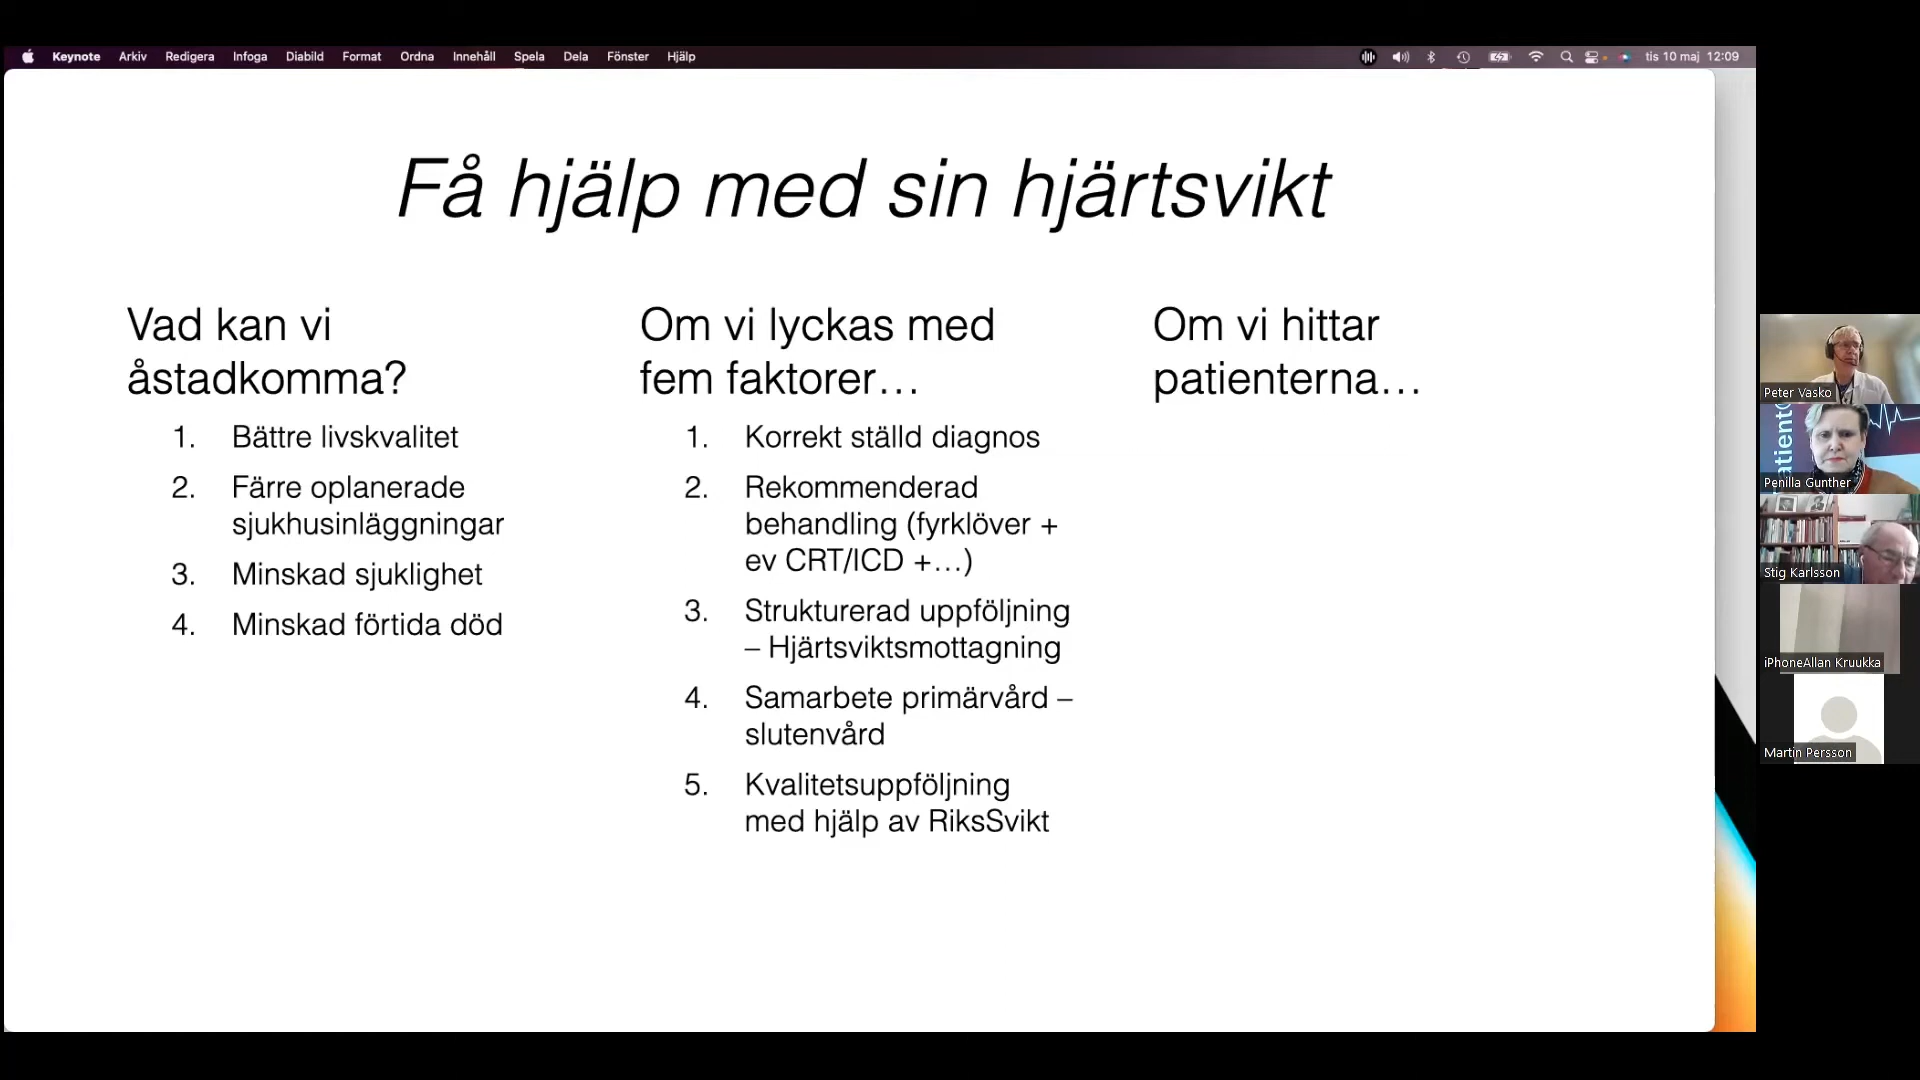 Keynote Arkiv Redigera Infoga Diabild Format Ordna Innehåll Spela Dela Fönster Hjälp tis 10 maj 12:09
Få hjälp med sin hjärtsvikt
Vad kan vi
åstadkomma?
1. Bättre livskvalitet
2. Färre oplanerade
sjukhusinläggningar
3. Minskad sjuklighet
4. Minskad förtida död
Om vi lyckas med
fem faktorer…
1. Korrekt ställd diagnos
2. Rekommenderad
behandling (fyrklöver +
ev CRT/ICD +…)
3. Strukturerad uppföljning
– Hjärtsviktsmottagning
4. Samarbete primärvård –
slutenvård
5. Kvalitetsuppföljning
med hjälp av RiksSvikt
Om vi hittar
patienterna…
Peter Vasko
Penilla Gunther
Stig Karlsson
iPhoneAllan Kruukka
Martin Persson